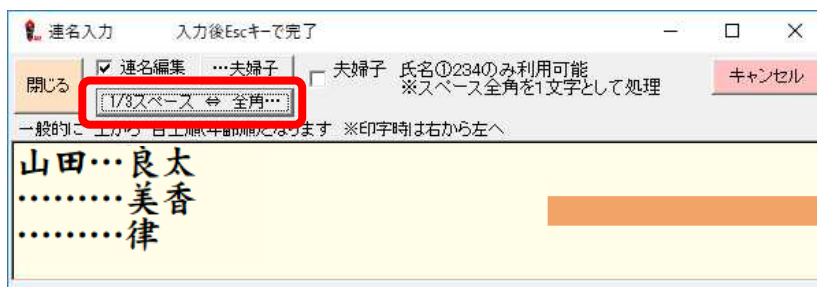 連名入力 入力後Escキーで完了
閉じる 連名編集 …夫婦子 夫婦子 氏名①234のみ利用可能 キャンセル
※スペース全角を1文字として処理
1/3スペース ⇔ 全角…
一般的に 上から 目上順(年齢順)となります ※印字時は右から左へ
山田…良太
………美香
………律